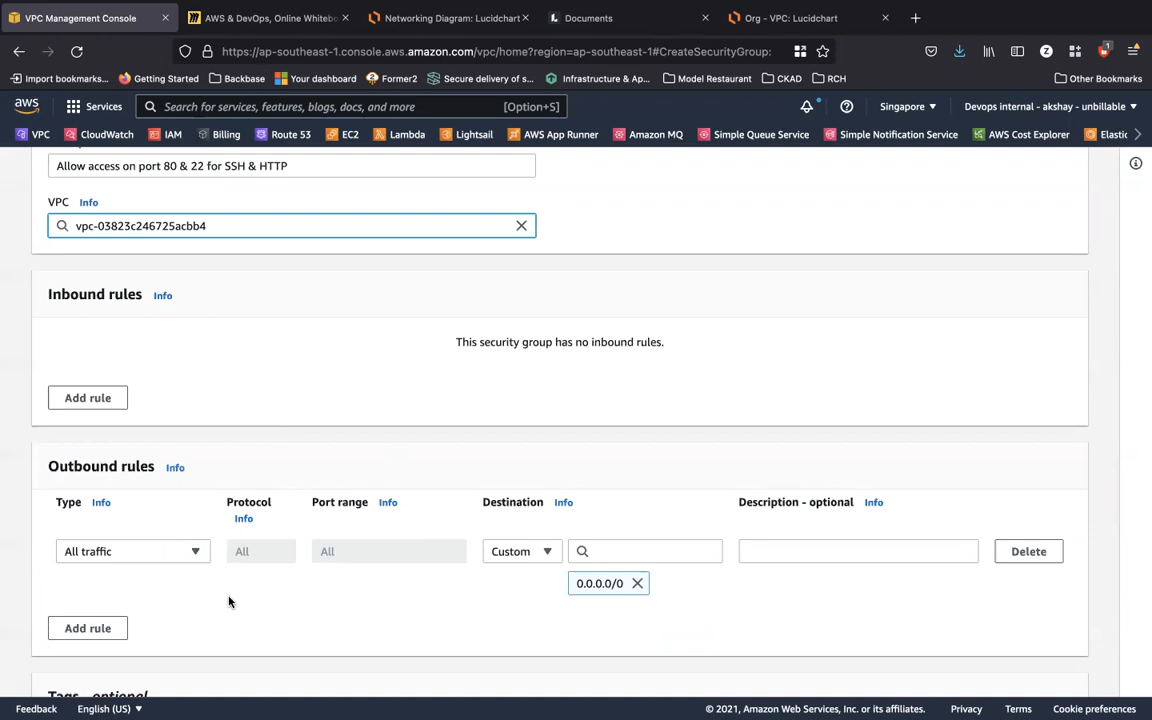 VPC Management Console
AWS & DevOps, Online Whitebo
Networking Diagram: Lucidchart
Documents
Org - VPC: Lucidchart
https://ap-southeast-1.console.aws.amazon.com/vpc/home?region=ap-southeast-1#CreateSecurityGroup:
1
Import bookmarks...
Getting Started
Backbase
Your dashboard
Former2
Secure delivery of s...
Infrastructure & Ap...
Model Restaurant
CKAD
RCH
Other Bookmarks
aws
Services
Search for services, features, blogs, docs, and more
[Option+S]
Singapore
Devops internal - akshay - unbillable
VPC
CloudWatch
IAM
Billing
Route 53
EC2
Lambda
Lightsail
AWS App Runner
Amazon MQ
Simple Queue Service
Simple Notification Service
AWS Cost Explorer
Elastic
Allow access on port 80 & 22 for SSH & HTTP
VPC Info
vpc-03823c246725acbb4
Inbound rules Info
This security group has no inbound rules.
Add rule
Outbound rules Info
Type Info
Protocol Info
Port range Info
Destination Info
Description - optional Info
All traffic
All
All
Custom
Delete
0.0.0.0/0
Add rule
Tags - optional
Feedback
English (US)
© 2021, Amazon Web Services, Inc. or its affiliates.
Privacy
Terms
Cookie preferences